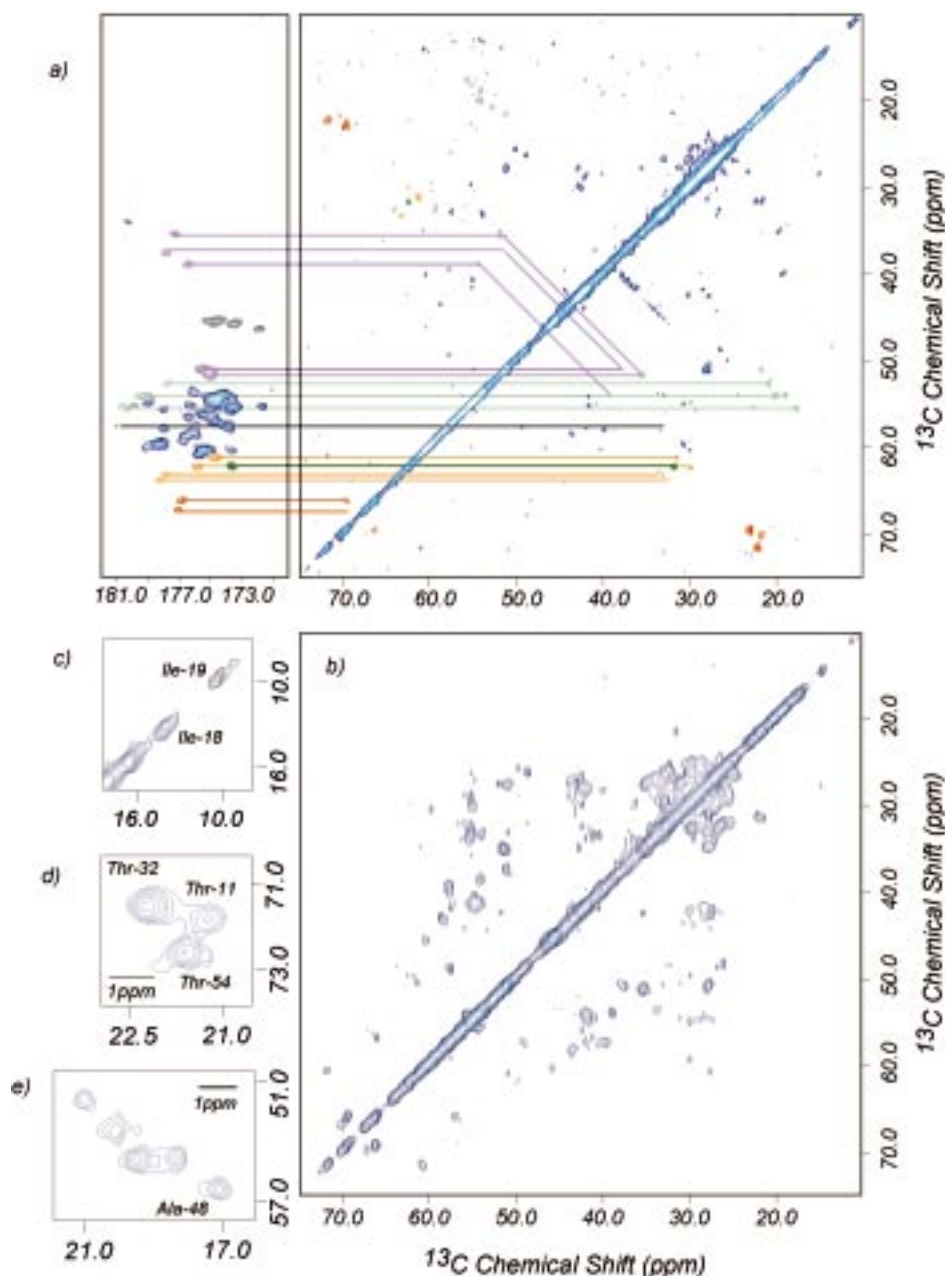 a)
20.0
30.0
40.0
50.0
60.0
70.0
13C Chemical Shift (ppm)
181.0 177.0 173.0
70.0 60.0 50.0 40.0 30.0 20.0
c)
Ile-19
Ile-18
10.0
16.0
16.0 10.0
d)
Thr-32
Thr-11
Thr-54
1ppm
71.0
73.0
22.5 21.0
e)
1ppm
Ala-48
51.0
57.0
21.0 17.0
b)
20.0
30.0
40.0
50.0
60.0
70.0
13C Chemical Shift (ppm)
70.0 60.0 50.0 40.0 30.0 20.0
13C Chemical Shift (ppm)